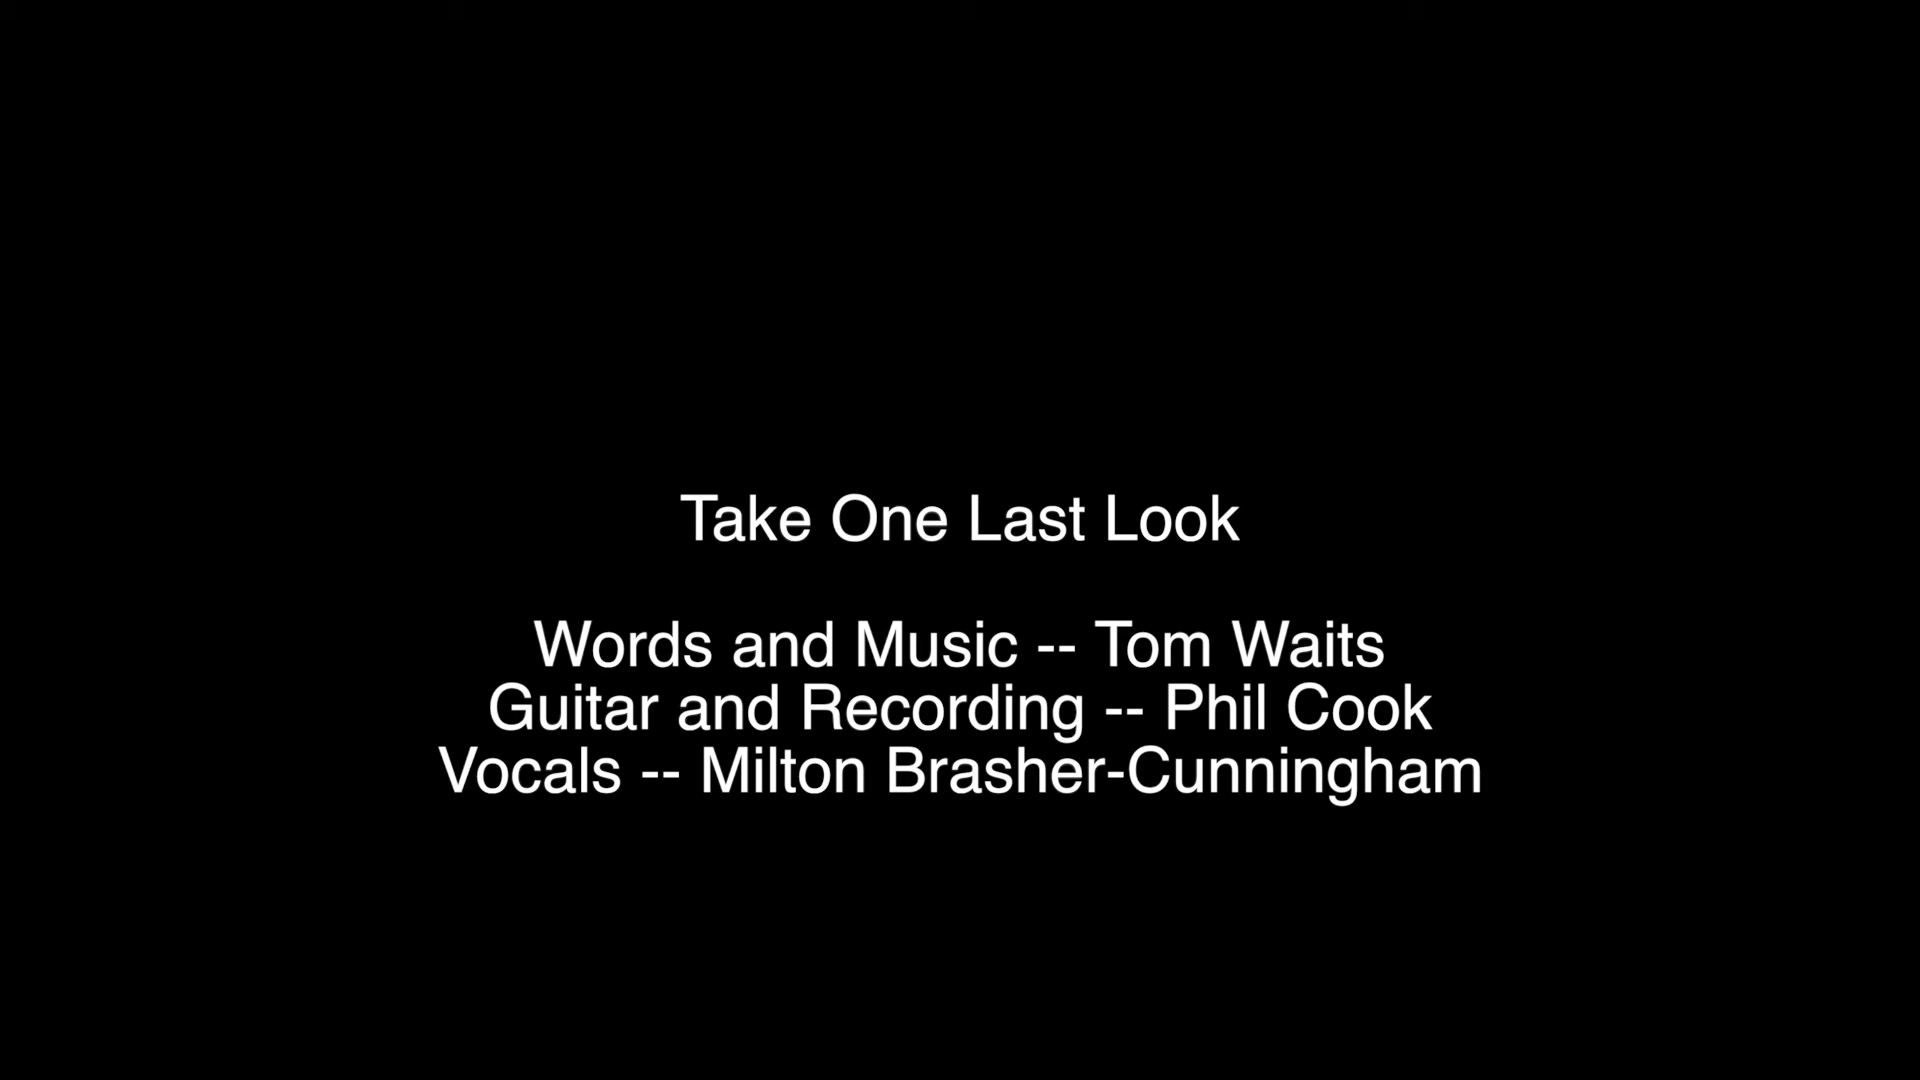 Take One Last Look
Words and Music -- Tom Waits
Guitar and Recording -- Phil Cook
Vocals -- Milton Brasher-Cunningham